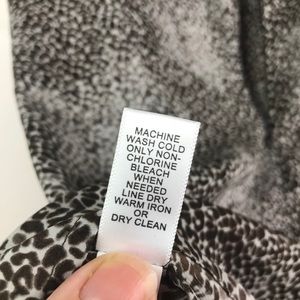 MACHINE
WASH COLD
ONLY NON-
CHLORINE
BLEACH
WHEN
NEEDED
LINE DRY
WARM IRON
OR
DRY CLEAN